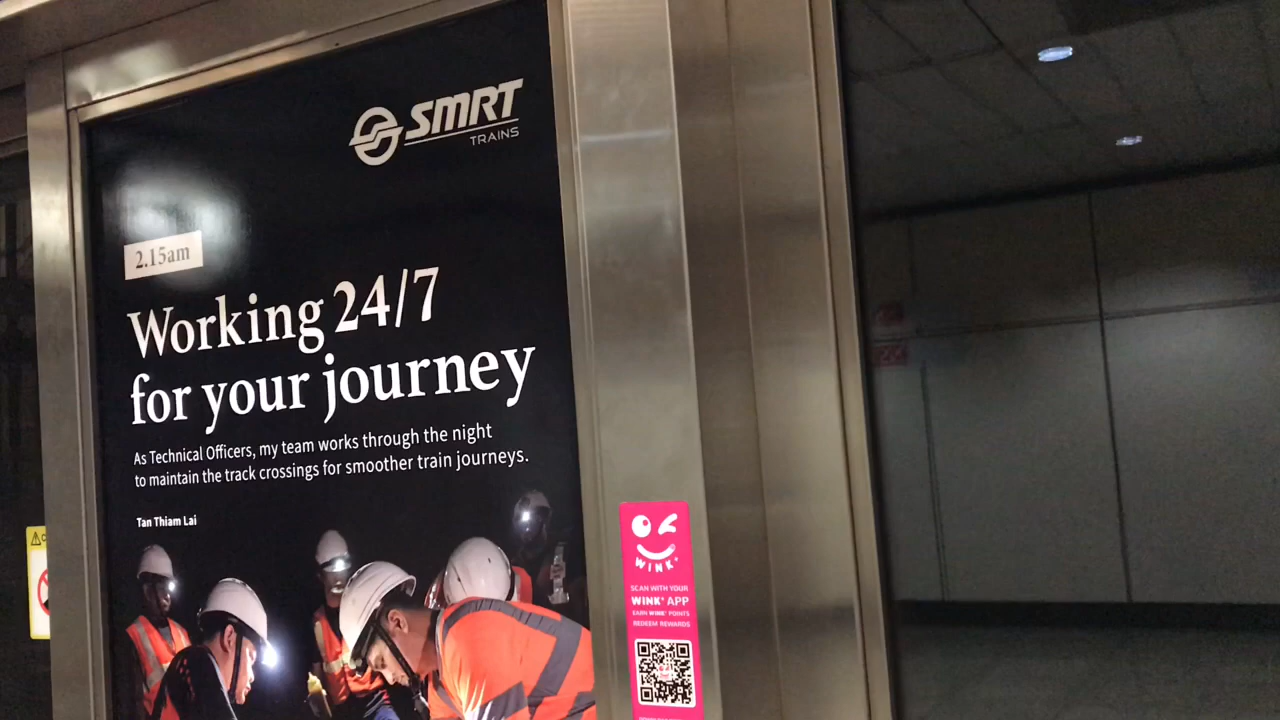 SMRT
TRAINS
2.15am
Working 24/7
for your journey
As Technical Officers, my team works through the night
to maintain the track crossings for smoother train journeys.
Tan Thiam Lai
WINK+
SCAN WITH YOUR
WINK+ APP
EARN WINK+ POINTS
REDEEM REWARDS